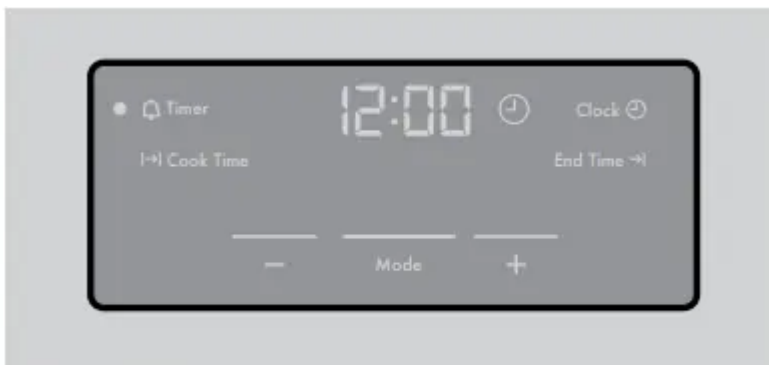 Timer 12:00 Clock
Cook Time End Time
− Mode +